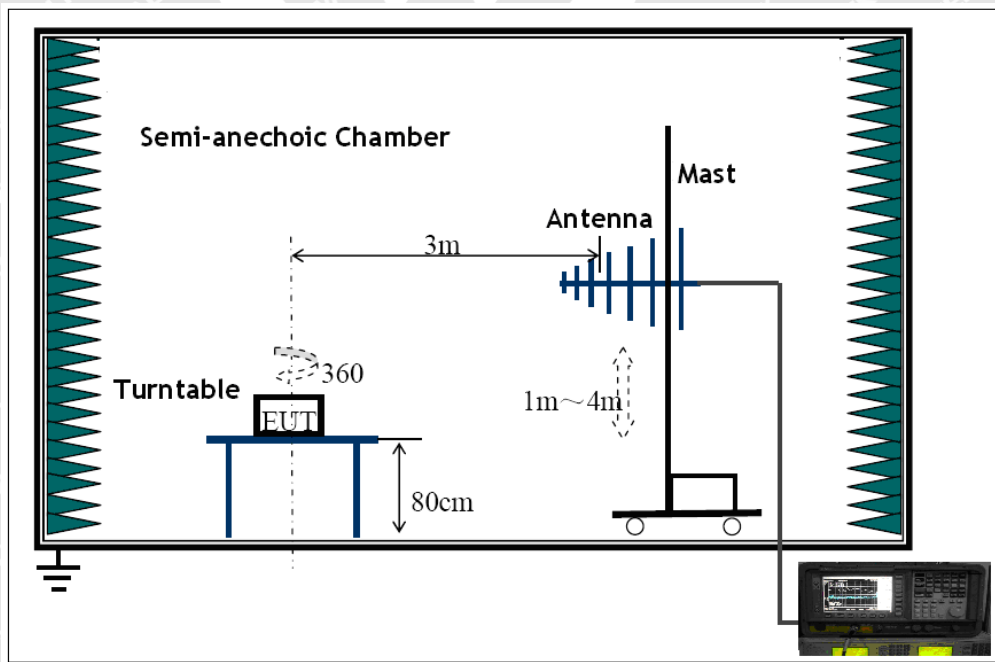 Semi-anechoic Chamber
Mast
Antenna
3m
360
Turntable
1m～4m
EUT
80cm